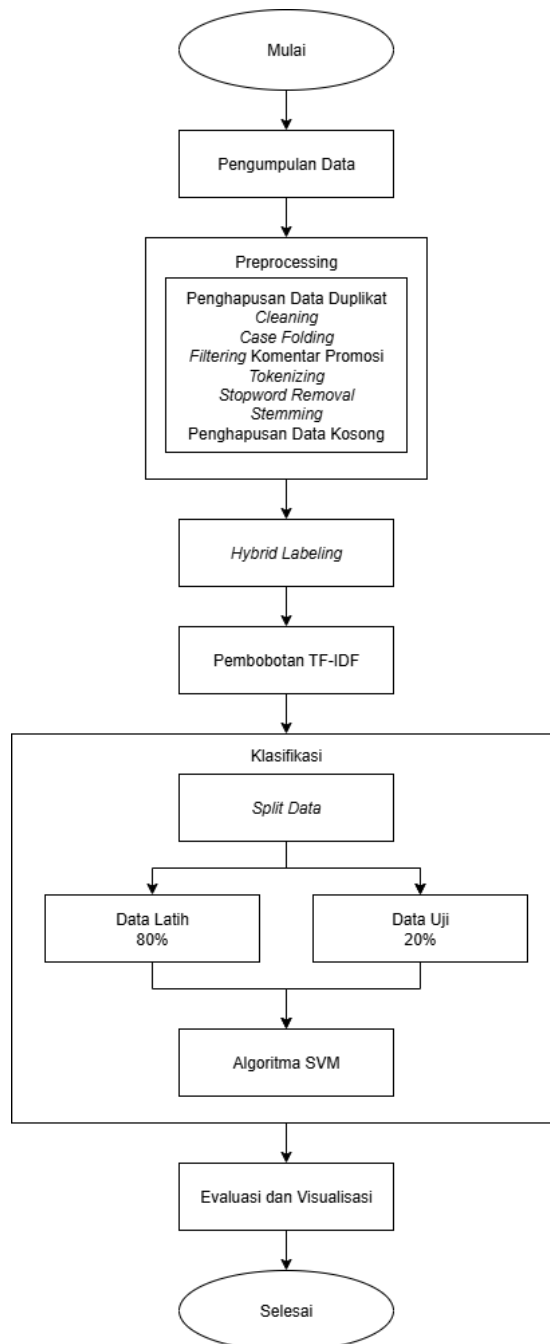 Mulai
Pengumpulan Data
Preprocessing
Penghapusan Data Duplikat
Cleaning
Case Folding
Filtering Komentar Promosi
Tokenizing
Stopword Removal
Stemming
Penghapusan Data Kosong
Hybrid Labeling
Pembobotan TF-IDF
Klasifikasi
Split Data
Data Latih
80%
Data Uji
20%
Algoritma SVM
Evaluasi dan Visualisasi
Selesai